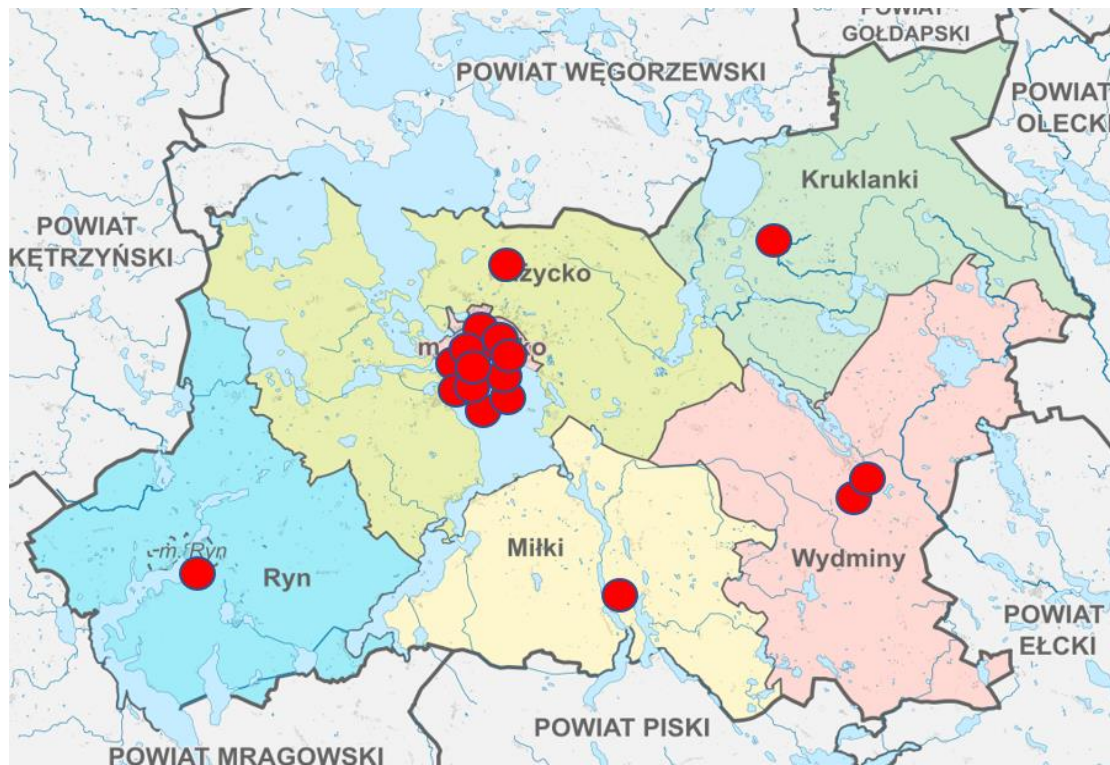 POWIAT
GOŁDAPSKI
POWIAT WĘGORZEWSKI
POWIAT
OLECKI
Kruklanki
POWIAT
KĘTRZYŃSKI
m. Ryn
Ryn
Miłki
Wydminy
POWIAT
EŁCKI
POWIAT PISKI
POWIAT MRĄGOWSKI